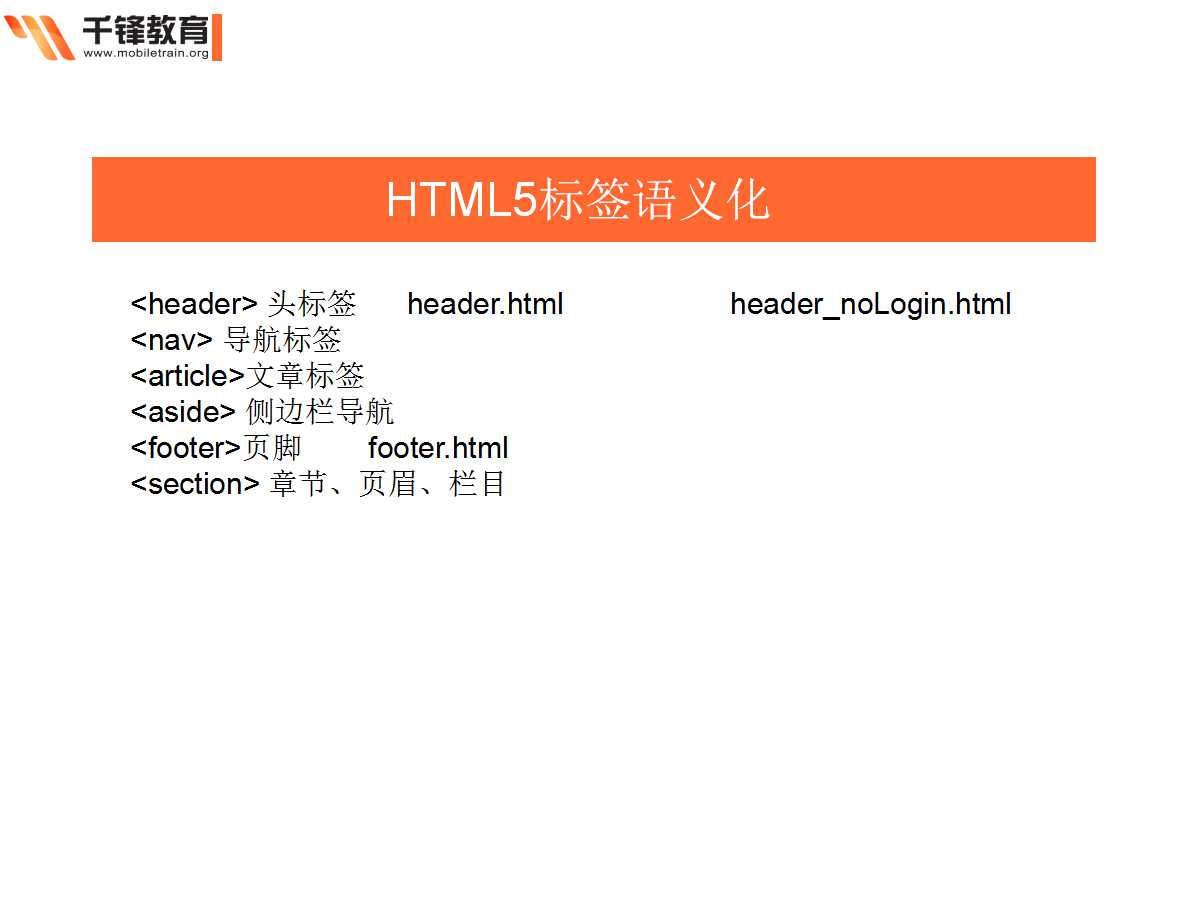 千锋教育
www.mobiletrain.org
HTML5标签语义化
<header> 头标签 header.html header_noLogin.html
<nav> 导航标签
<article>文章标签
<aside> 侧边栏导航
<footer>页脚 footer.html
<section> 章节、页眉、栏目